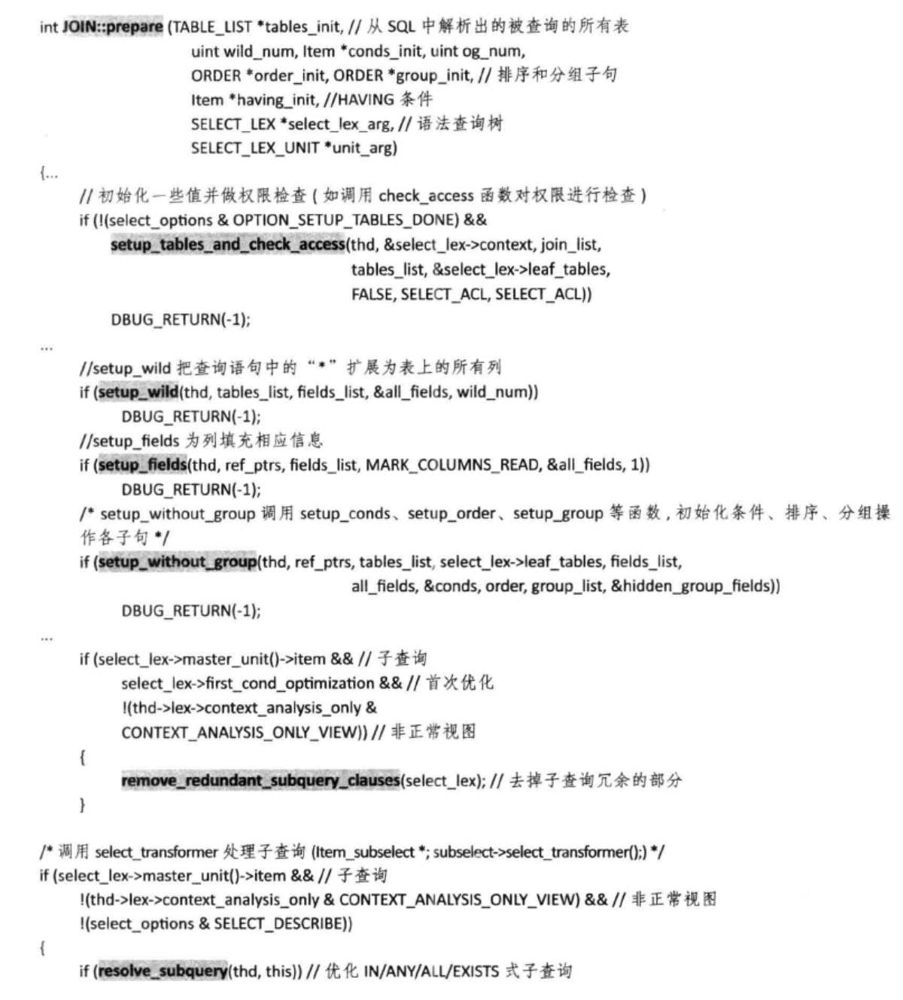 int JOIN::prepare (TABLE_LIST *tables_init, // 从 SQL 中解析出的被查询的所有表
uint wild_num, Item *conds_init, uint og_num,
ORDER *order_init, ORDER *group_init, // 排序和分组子句
Item *having_init, //HAVING 条件
SELECT_LEX *select_lex_arg, // 语法查询树
SELECT_LEX_UNIT *unit_arg)
{...
// 初始化一些值并做权限检查 ( 如调用 check_access 函数对权限进行检查 )
if (!(select_options & OPTION_SETUP_TABLES_DONE) &&
setup_tables_and_check_access(thd, &select_lex->context, join_list,
tables_list, &select_lex->leaf_tables,
FALSE, SELECT_ACL, SELECT_ACL))
DBUG_RETURN(-1);
...
//setup_wild 把查询语句中的 “*” 扩展为表上的所有列
if (setup_wild(thd, tables_list, fields_list, &all_fields, wild_num))
DBUG_RETURN(-1);
//setup_fields 为列填充相应信息
if (setup_fields(thd, ref_ptrs, fields_list, MARK_COLUMNS_READ, &all_fields, 1))
DBUG_RETURN(-1);
/* setup_without_group 调用 setup_conds、setup_order、setup_group 等函数 , 初始化条件、排序、分组操
作各子句 */
if (setup_without_group(thd, ref_ptrs, tables_list, select_lex->leaf_tables, fields_list,
all_fields, &conds, order, group_list, &hidden_group_fields))
DBUG_RETURN(-1);
...
if (select_lex->master_unit()->item && // 子查询
select_lex->first_cond_optimization && // 首次优化
!(thd->lex->context_analysis_only &
CONTEXT_ANALYSIS_ONLY_VIEW)) // 非正常视图
{
remove_redundant_subquery_clauses(select_lex); // 去掉子查询冗余的部分
}
/* 调用 select_transformer 处理子查询 (Item_subselect *; subselect->select_transformer();) */
if (select_lex->master_unit()->item && // 子查询
!(thd->lex->context_analysis_only & CONTEXT_ANALYSIS_ONLY_VIEW) && // 非正常视图
!(select_options & SELECT_DESCRIBE))
{
if (resolve_subquery(thd, this)) // 优化 IN/ANY/ALL/EXISTS 式子查询